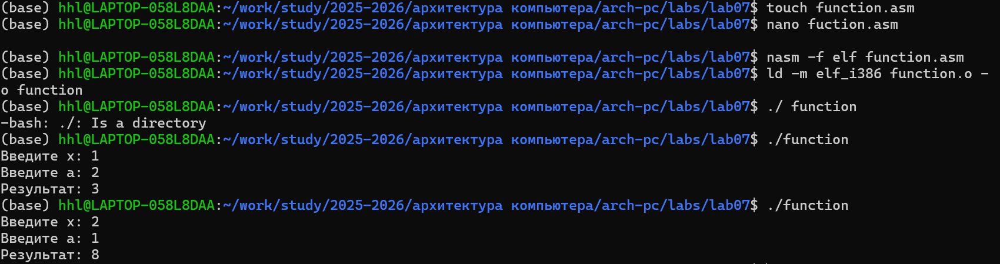 (base) hhl@LAPTOP-058L8DAA:~/work/study/2025-2026/архитектура компьютера/arch-pc/labs/lab07$ touch function.asm
(base) hhl@LAPTOP-058L8DAA:~/work/study/2025-2026/архитектура компьютера/arch-pc/labs/lab07$ nano fuction.asm
(base) hhl@LAPTOP-058L8DAA:~/work/study/2025-2026/архитектура компьютера/arch-pc/labs/lab07$ nasm -f elf function.asm
(base) hhl@LAPTOP-058L8DAA:~/work/study/2025-2026/архитектура компьютера/arch-pc/labs/lab07$ ld -m elf_i386 function.o -
o function
(base) hhl@LAPTOP-058L8DAA:~/work/study/2025-2026/архитектура компьютера/arch-pc/labs/lab07$ ./ function
-bash: ./: Is a directory
(base) hhl@LAPTOP-058L8DAA:~/work/study/2025-2026/архитектура компьютера/arch-pc/labs/lab07$ ./function
Введите x: 1
Введите a: 2
Результат: 3
(base) hhl@LAPTOP-058L8DAA:~/work/study/2025-2026/архитектура компьютера/arch-pc/labs/lab07$ ./function
Введите x: 2
Введите a: 1
Результат: 8